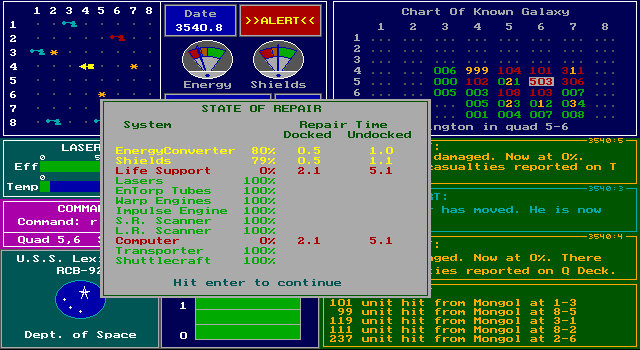 1 2 3 4 5 6 7 8
1
2
3
4
5
6
7
8
Date
3540.8
>>ALERT<<
Energy
Shields
Chart Of Known Galaxy
1 2 3 4 5 6 7 8
1
2
3
4 006 999 104 101 311
5 000 102 021 503 306
6 005 003 108 103 007
005 023 012 034
001 004 007 008
ington in quad 5-6
LASER
Eff 0
Temp 0
COMMA
Command: r
Quad 5,6 S
U.S.S. Lex
RCB-92
Dept. of Space
STATE OF REPAIR
System Repair Time
Docked Undocked
EnergyConverter 80% 0.5 1.0
Shields 79% 0.5 1.1
Life Support 0% 2.1 5.1
Lasers 100%
EnTorp Tubes 100%
Warp Engines 100%
Impulse Engine 100%
S.R. Scanner 100%
L.R. Scanner 100%
Computer 0% 2.1 5.1
Transporter 100%
Shuttlecraft 100%
Hit enter to continue
1
0
3540:5
:
damaged. Now at 0%.
asualties reported on T
3540:3
ST:
r has moved. He is now
3540:4
:
aged. Now at 0%. There
ties reported on Q Deck.
101 unit hit from Mongol at 1-3
99 unit hit from Mongol at 8-5
119 unit hit from Mongol at 3-1
111 unit hit from Mongol at 8-2
237 unit hit from Mongol at 2-6